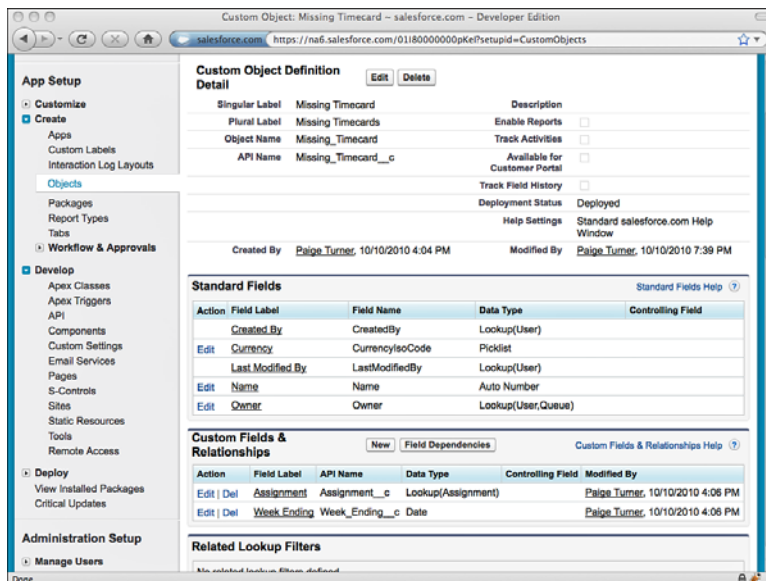 Custom Object: Missing Timecard ~ salesforce.com - Developer Edition
salesforce.com https://na6.salesforce.com/01I80000000pKeP?setupid=CustomObjects
App Setup
Customize
Create
Apps
Custom Labels
Interaction Log Layouts
Objects
Packages
Report Types
Tabs
Workflow & Approvals
Develop
Apex Classes
Apex Triggers
API
Components
Custom Settings
Email Services
Pages
S-Controls
Sites
Static Resources
Tools
Remote Access
Deploy
View Installed Packages
Critical Updates
Administration Setup
Manage Users
Custom Object Definition
Detail
Edit Delete
Singular Label Missing Timecard Description
Plural Label Missing Timecards Enable Reports
Object Name Missing_Timecard Track Activities
API Name Missing_Timecard__c Available for
Customer Portal
Track Field History
Deployment Status Deployed
Help Settings Standard salesforce.com Help
Window
Created By Paige Turner, 10/10/2010 4:04 PM Modified By Paige Turner, 10/10/2010 7:39 PM
Standard Fields Standard Fields Help ?
Action Field Label Field Name Data Type Controlling Field
Created By CreatedBy Lookup(User)
Edit Currency CurrencyIsoCode Picklist
Last Modified By LastModifiedBy Lookup(User)
Edit Name Name Auto Number
Edit Owner Owner Lookup(User,Queue)
Custom Fields &
Relationships
New Field Dependencies Custom Fields & Relationships Help ?
Action Field Label API Name Data Type Controlling Field Modified By
Edit | Del Assignment Assignment__c Lookup(Assignment) Paige Turner, 10/10/2010 4:06 PM
Edit | Del Week Ending Week_Ending__c Date Paige Turner, 10/10/2010 4:06 PM
Related Lookup Filters
No related lookup filters defined
Done